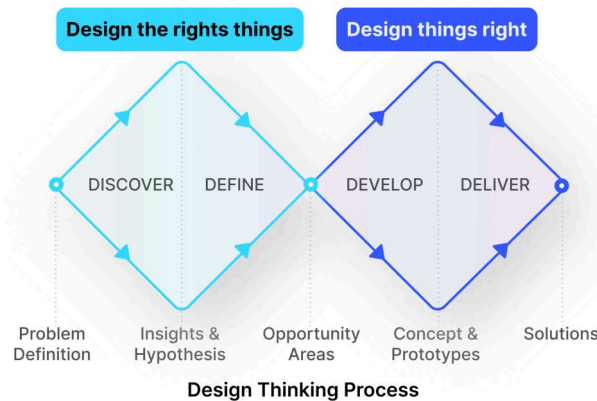 Design the rights things
Design things right
DISCOVER
DEFINE
DEVELOP
DELIVER
Problem
Definition
Insights &
Hypothesis
Opportunity
Areas
Concept &
Prototypes
Solutions
Design Thinking Process